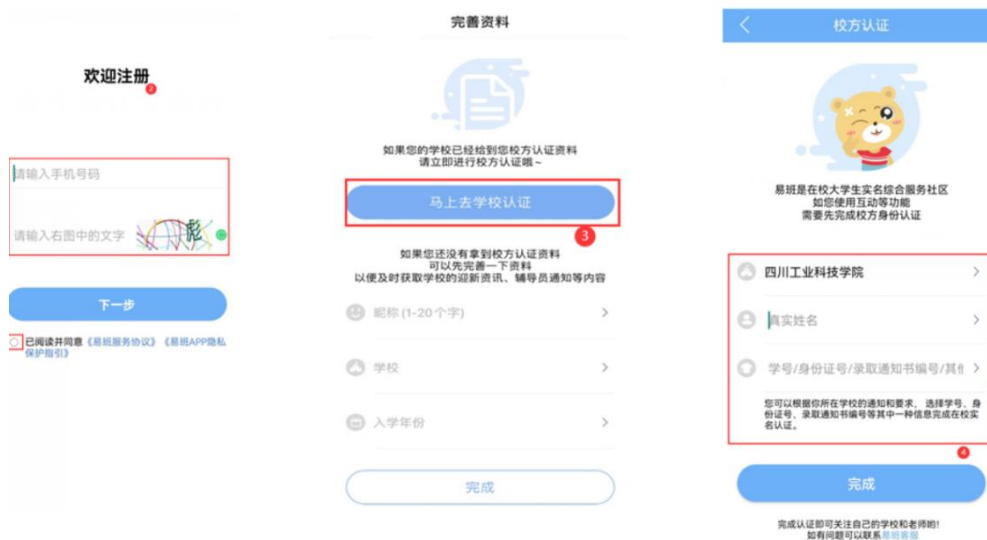 欢迎注册
2
请输入手机号码
请输入右图中的文字
彪
下一步
已阅读并同意《易班服务协议》《易班APP隐私
保护指引》
完善资料
如果您的学校已经给到您校方认证资料
请立即进行校方认证哦~
马上去学校认证
3
如果您还没有拿到校方认证资料
可以先完善一下资料
以便及时获取学校的迎新资讯、辅导员通知等内容
昵称(1-20个字)
学校
入学年份
完成
校方认证
易班是在校大学生实名综合服务社区
如您使用互动等功能
需要先完成校方身份认证
四川工业科技学院
真实姓名
学号/身份证号/录取通知书编号/其
您可以根据你所在学校的通知和要求，选择学号、身
份证号、录取通知书编号等其中一种信息完成在校实
名认证。
4
完成
完成认证即可关注自己的学校和老师哟!
如有问题可以联系易班客服